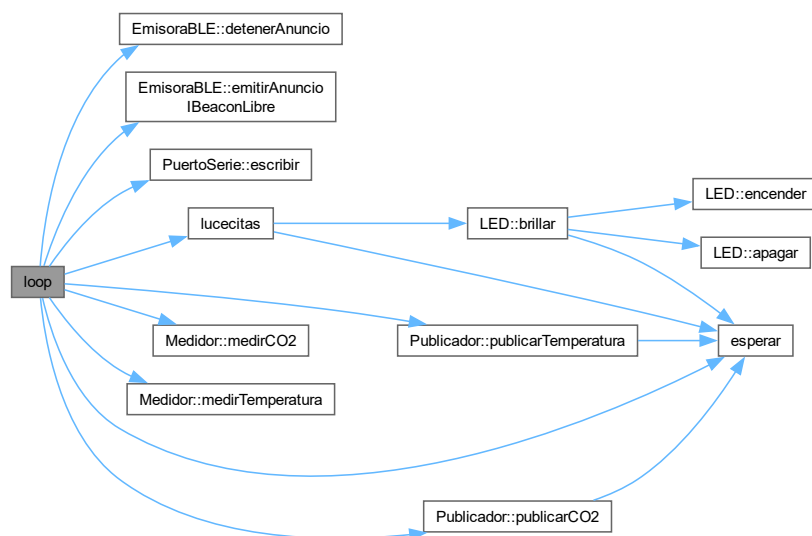 EmisoraBLE::detenerAnuncio
EmisoraBLE::emitirAnuncio
IBeaconLibre
PuertoSerie::escribir
LED::encender
lucecitas
LED::brillar
LED::apagar
loop
Medidor::medirCO2
Publicador::publicarTemperatura
esperar
Medidor::medirTemperatura
Publicador::publicarCO2